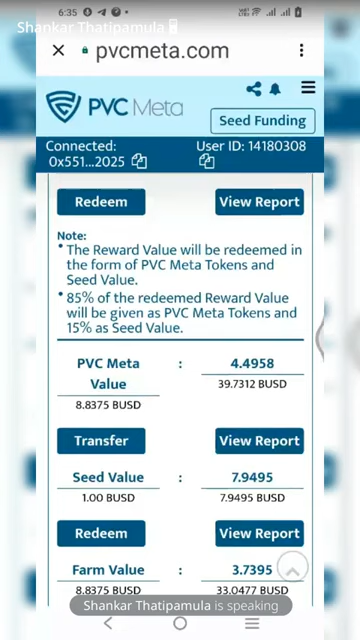 6:35
Shankar Thatipamula
pvcmeta.com
PVC Meta
Seed Funding
Connected: User ID: 14180308
0x551...2025
Redeem View Report
Note:
• The Reward Value will be redeemed in
the form of PVC Meta Tokens and
Seed Value.
• 85% of the redeemed Reward Value
will be given as PVC Meta Tokens and
15% as Seed Value.
PVC Meta : 4.4958
Value 39.7312 BUSD
8.8375 BUSD
Transfer View Report
Seed Value : 7.9495
1.00 BUSD 7.9495 BUSD
Redeem View Report
Farm Value : 3.7395
8.8375 BUSD 33.0477 BUSD
Shankar Thatipamula is speaking